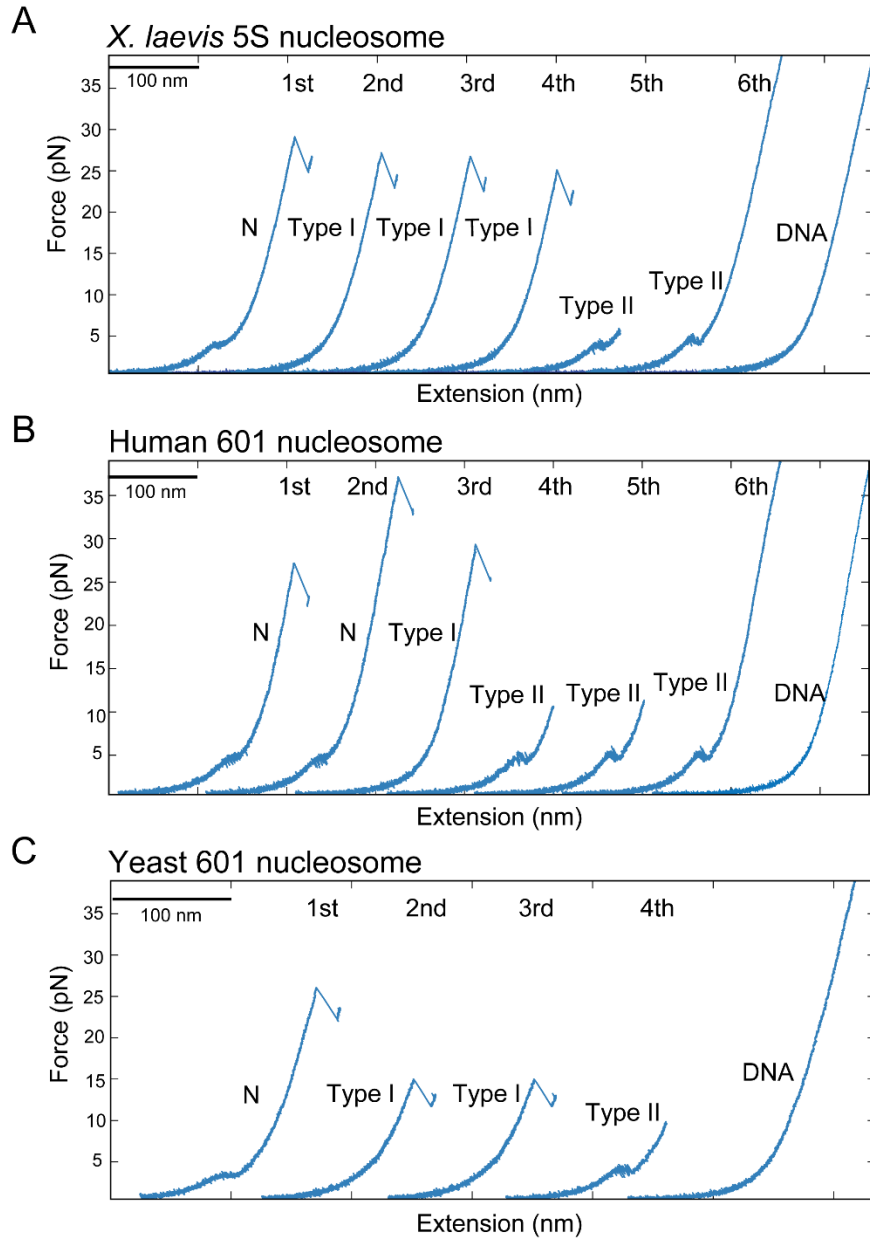 A
X. laevis 5S nucleosome
100 nm
1st 2nd 3rd 4th 5th 6th
35
30
25
20
15
10
5
Force (pN)
N
Type I
Type I
Type I
Type II
Type II
DNA
Extension (nm)
B
Human 601 nucleosome
100 nm
1st 2nd 3rd 4th 5th 6th
35
30
25
20
15
10
5
Force (pN)
N
N
Type I
Type II
Type II
Type II
DNA
Extension (nm)
C
Yeast 601 nucleosome
100 nm
1st 2nd 3rd 4th
35
30
25
20
15
10
5
Force (pN)
N
Type I
Type I
Type II
DNA
Extension (nm)